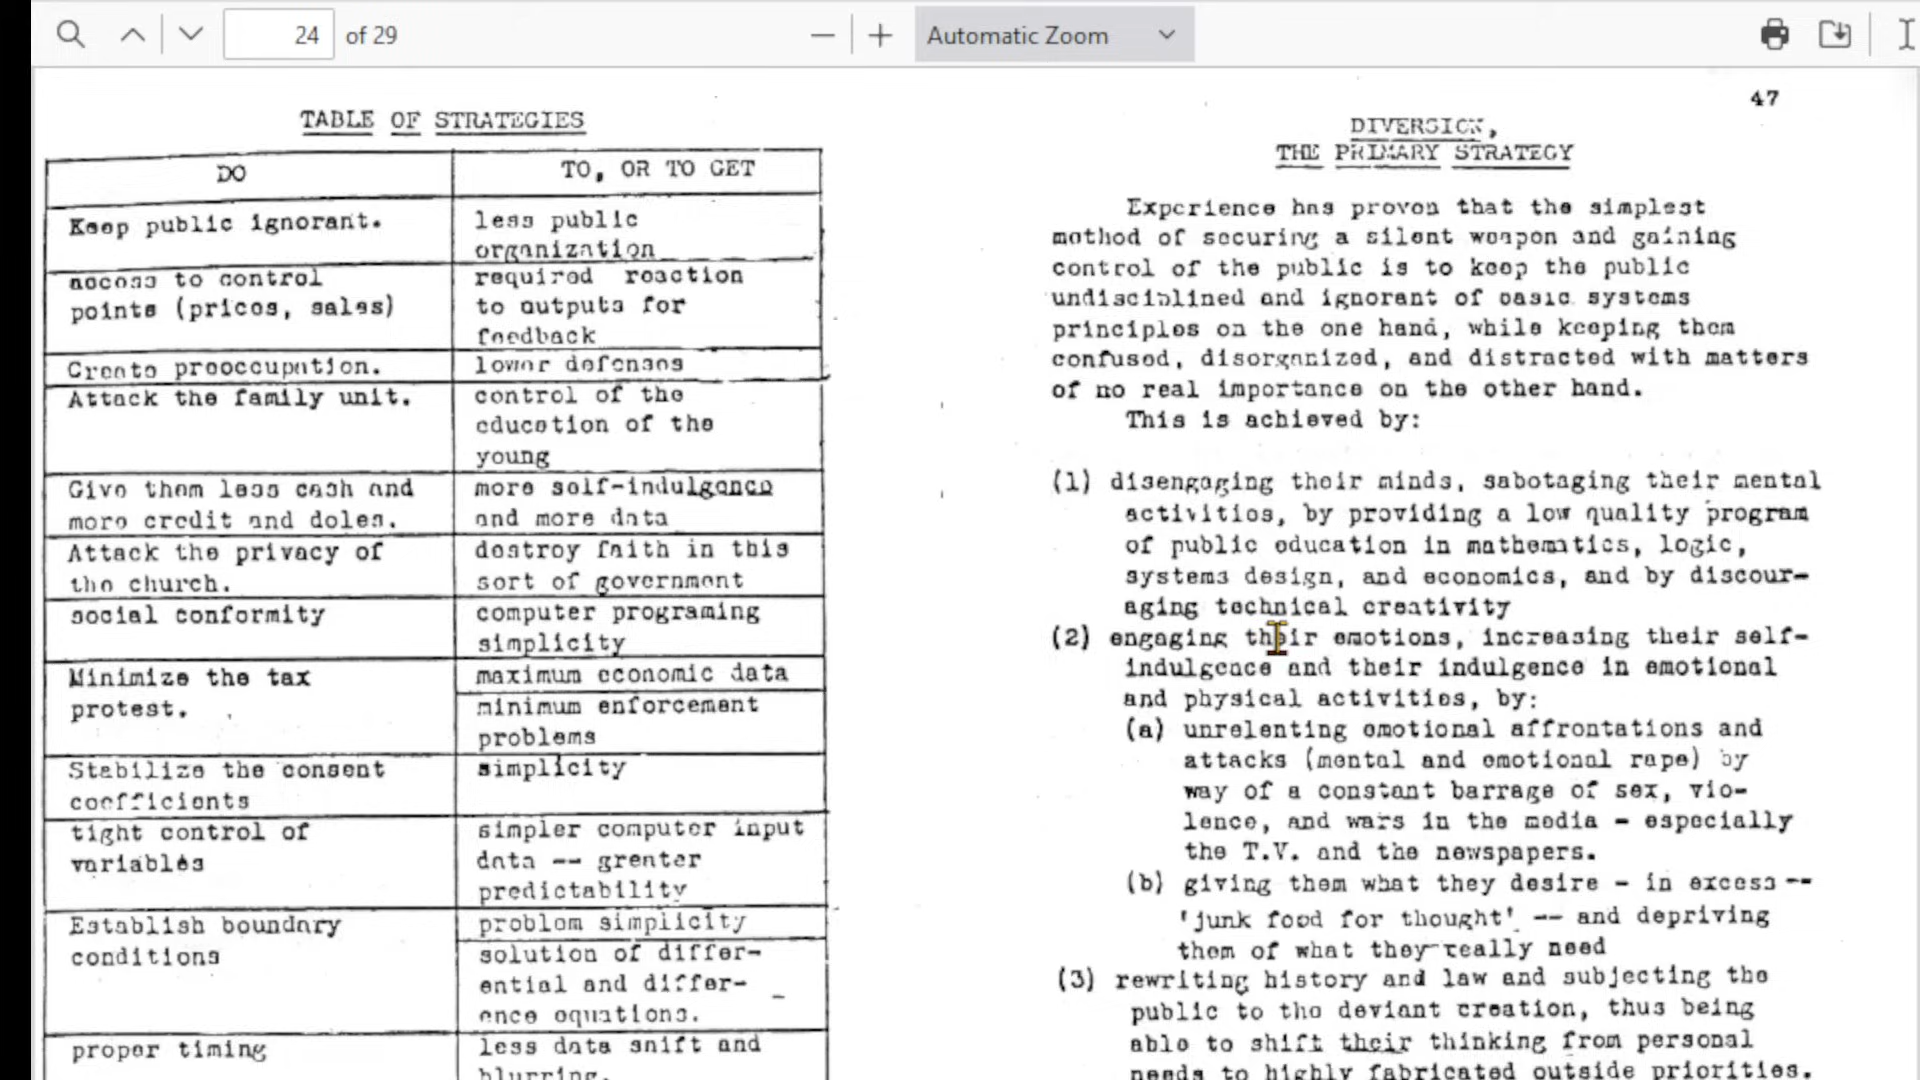 24 of 29
Automatic Zoom
TABLE OF STRATEGIES
DO
TO, OR TO GET
Keep public ignorant.
less public
organization
access to control
points (prices, sales)
required reaction
to outputs for
feedback
Create preoccupation.
lower defenses
Attack the family unit.
control of the
education of the
young
Give them less cash and
more credit and doles.
more self-indulgence
and more data
Attack the privacy of
the church.
destroy faith in this
sort of government
social conformity
computer programing
simplicity
Minimize the tax
protest.
maximum economic data
minimum enforcement
problems
Stabilize the consent
coefficients
simplicity
tight control of
variables
simpler computer input
data -- greater
predictability
Establish boundary
conditions
problem simplicity
solution of differ-
ential and differ-
ence equations.
proper timing
less data shift and
blurring.
47
DIVERSION,
THE PRIMARY STRATEGY
Experience has proven that the simplest
method of securing a silent weapon and gaining
control of the public is to keep the public
undisciplined and ignorant of basic systems
principles on the one hand, while keeping them
confused, disorganized, and distracted with matters
of no real importance on the other hand.
This is achieved by:
(1) disengaging their minds, sabotaging their mental
activities, by providing a low quality program
of public education in mathematics, logic,
systems design, and economics, and by discour-
aging technical creativity
(2) engaging their emotions, increasing their self-
indulgence and their indulgence in emotional
and physical activities, by:
(a) unrelenting emotional affrontations and
attacks (mental and emotional rape) by
way of a constant barrage of sex, vio-
lence, and wars in the media - especially
the T.V. and the newspapers.
(b) giving them what they desire - in excess --
'junk food for thought' -- and depriving
them of what they really need
(3) rewriting history and law and subjecting the
public to the deviant creation, thus being
able to shift their thinking from personal
needs to highly fabricated outside priorities.